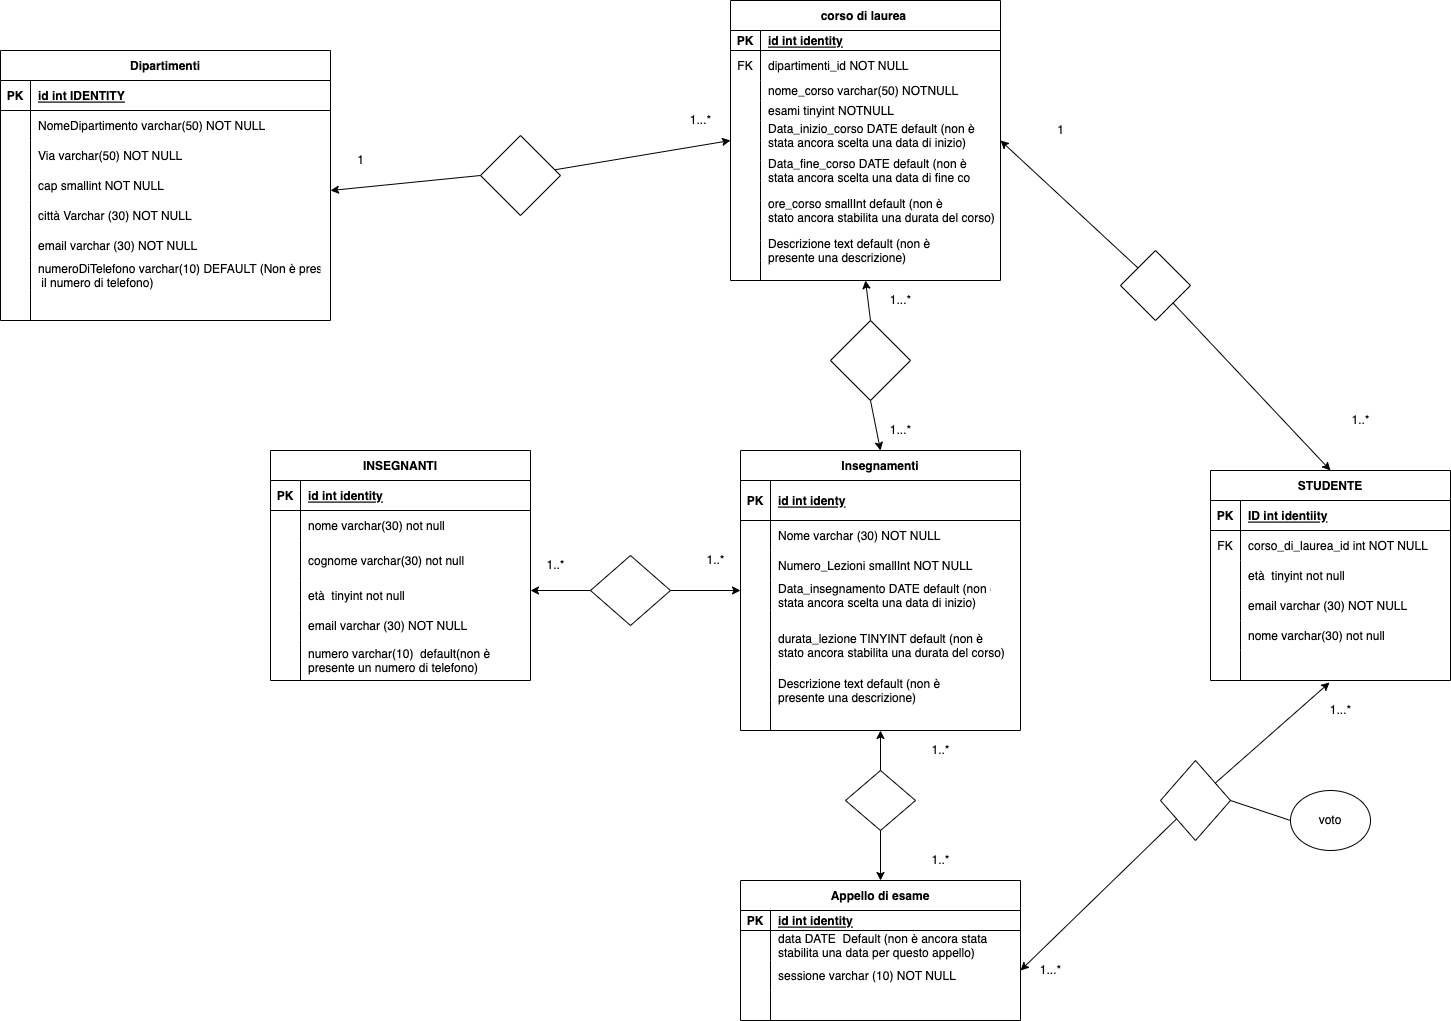 corso di laurea
PK id int identity
FK dipartimenti_id NOT NULL
nome_corso varchar(50) NOTNULL
esami tinyint NOTNULL
Data_inizio_corso DATE default (non è
stata ancora scelta una data di inizio)
Data_fine_corso DATE default (non è
stata ancora scelta una data di fine co
ore_corso smallInt default (non è
stato ancora stabilita una durata del corso)
Descrizione text default (non è
presente una descrizione)
Dipartimenti
PK id int IDENTITY
NomeDipartimento varchar(50) NOT NULL
Via varchar(50) NOT NULL
cap smallint NOT NULL
città Varchar (30) NOT NULL
email varchar (30) NOT NULL
numeroDiTelefono varchar(10) DEFAULT (Non è pres
il numero di telefono)
1
1...*
1
1..*
1...*
1...*
INSEGNANTI
PK id int identity
nome varchar(30) not null
cognome varchar(30) not null
età tinyint not null
email varchar (30) NOT NULL
numero varchar(10) default(non è
presente un numero di telefono)
1..*
1..*
Insegnamenti
PK id int identy
Nome varchar (30) NOT NULL
Numero_Lezioni smallInt NOT NULL
Data_insegnamento DATE default (non
stata ancora scelta una data di inizio)
durata_lezione TINYINT default (non è
stato ancora stabilita una durata del corso)
Descrizione text default (non è
presente una descrizione)
STUDENTE
PK ID int identiity
FK corso_di_laurea_id int NOT NULL
età tinyint not null
email varchar (30) NOT NULL
nome varchar(30) not null
1...*
voto
1...*
1..*
1..*
Appello di esame
PK id int identity
data DATE Default (non è ancora stata
stabilita una data per questo appello)
sessione varchar (10) NOT NULL